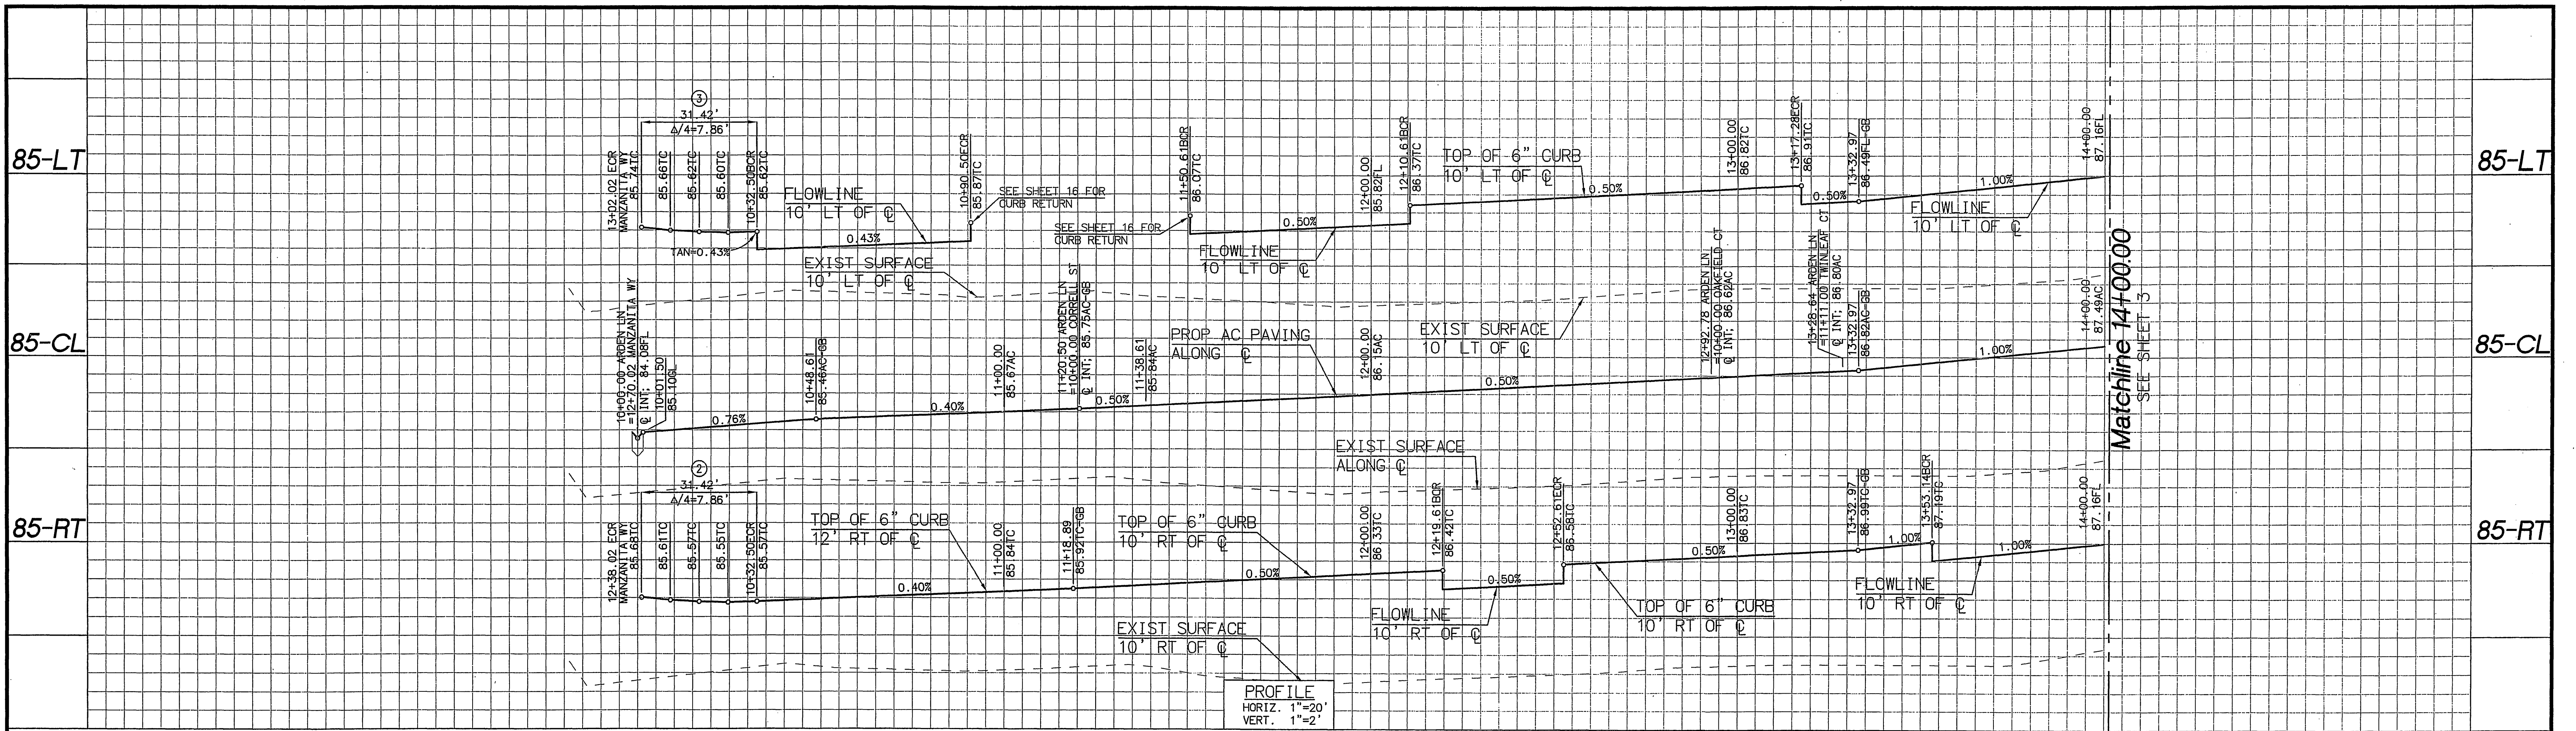 85-LT
85-LT
③
31.42'
Δ/4=7.86'
13+02.02 ECR
MANZANITA WY
85.74TC
85.66TC
85.62TC
85.60TC
10+32.50BCR
85.62TC
TAN=0.43%
FLOWLINE
10' LT OF ℄
0.43%
10+90.50ECR
85.87TC
SEE SHEET 16 FOR
CURB RETURN
SEE SHEET 16 FOR
CURB RETURN
11+50.61BCR
86.07TC
0.50%
FLOWLINE
10' LT OF ℄
12+00.00
85.82FL
12+10.61BCR
86.37TC
TOP OF 6" CURB
10' LT OF ℄
0.50%
13+00.00
86.82TC
13+17.28ECR
86.91TC
0.50%
13+32.97
86.49FL-GB
1.00%
FLOWLINE
10' LT OF ℄
14+00.00
87.16FL
EXIST SURFACE
10' LT OF ℄
85-CL
85-CL
10+00.00 ARDEN LN
=12+70.02 MANZANITA WY
℄ INT; 84.08FL
10+01.50
85.10GL
0.76%
10+48.61
85.46AC-GB
0.40%
11+00.00
85.67AC
11+20.50 ARDEN LN
=10+00.00 CORRELL ST
℄ INT; 85.75AC-GB
0.50%
11+38.61
85.84AC
PROP AC PAVING
ALONG ℄
12+00.00
86.15AC
EXIST SURFACE
10' LT OF ℄
0.50%
12+92.78 ARDEN LN
=10+00.00 OAKFIELD CT
℄ INT; 86.62AC
13+28.64 ARDEN LN
=11+11.00 TWINLEAF CT
℄ INT; 86.80AC
13+32.97
86.82AC-GB
1.00%
14+00.00
87.49AC
Matchline 14+00.00
SEE SHEET 3
EXIST SURFACE
ALONG ℄
85-RT
85-RT
②
31.42'
Δ/4=7.86'
12+38.02 ECR
MANZANITA WY
85.68TC
85.61TC
85.57TC
85.55TC
10+32.50ECR
85.57TC
TOP OF 6" CURB
12' RT OF ℄
0.40%
11+00.00
85.84TC
11+18.89
85.92TC-GB
TOP OF 6" CURB
10' RT OF ℄
0.50%
12+00.00
86.33TC
12+19.61BCR
86.42TC
0.50%
FLOWLINE
10' RT OF ℄
12+52.61ECR
86.58TC
TOP OF 6" CURB
10' RT OF ℄
0.50%
13+00.00
86.83TC
13+32.97
86.99TC-GB
1.00%
13+53.14BCR
87.19TC
1.00%
FLOWLINE
10' RT OF ℄
14+00.00
87.16FL
EXIST SURFACE
10' RT OF ℄
PROFILE
HORIZ. 1"=20'
VERT. 1"=2'